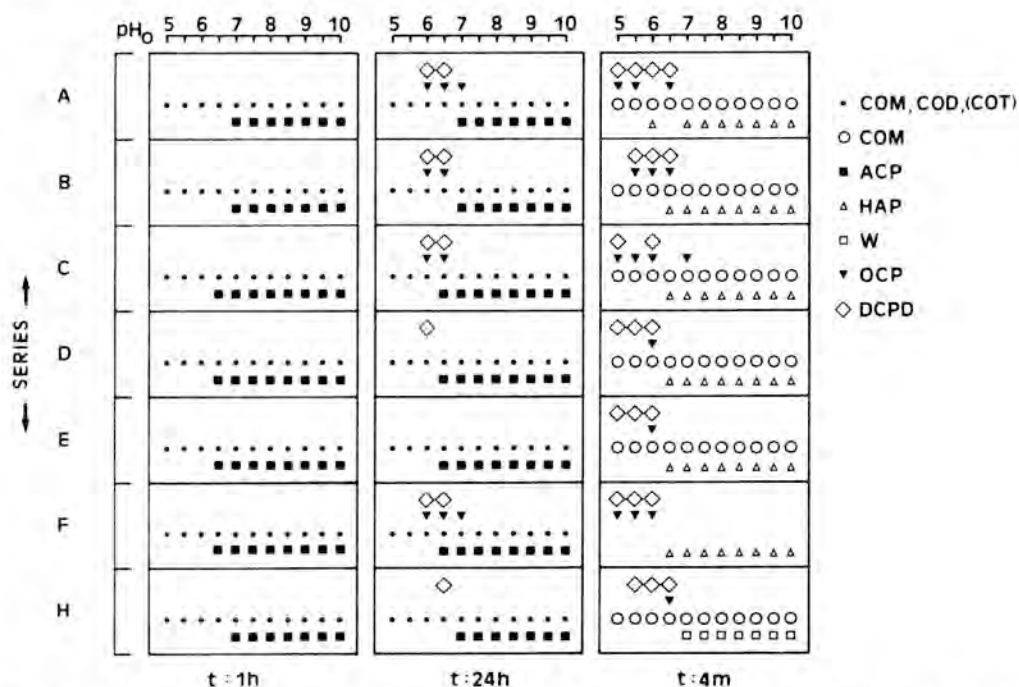 pHo 5 6 7 8 9 10 5 6 7 8 9 10 5 6 7 8 9 10
A
B
C
D
E
F
H
← SERIES →
COM, COD, (COT)
COM
ACP
HAP
W
OCP
DCPD
t : 1h t : 24h t : 4m